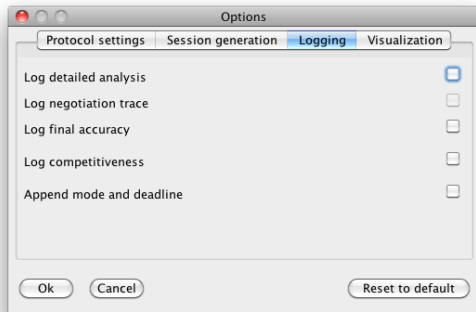 Options
Protocol settings Session generation Logging Visualization
Log detailed analysis
Log negotiation trace
Log final accuracy
Log competitiveness
Append mode and deadline
Ok Cancel Reset to default